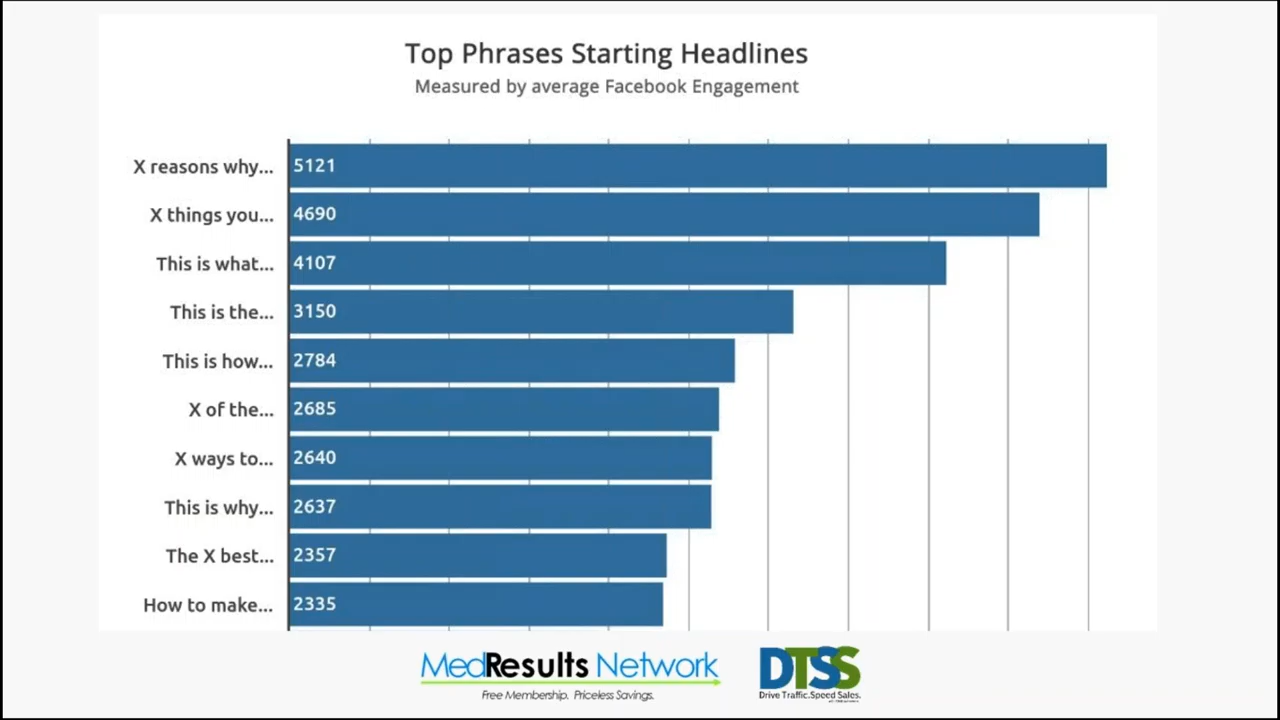 Top Phrases Starting Headlines
Measured by average Facebook Engagement
X reasons why... 5121
X things you... 4690
This is what... 4107
This is the... 3150
This is how... 2784
X of the... 2685
X ways to... 2640
This is why... 2637
The X best... 2357
How to make... 2335
MedResults Network
Free Membership. Priceless Savings.
DTSS
Drive Traffic.Speed Sales.